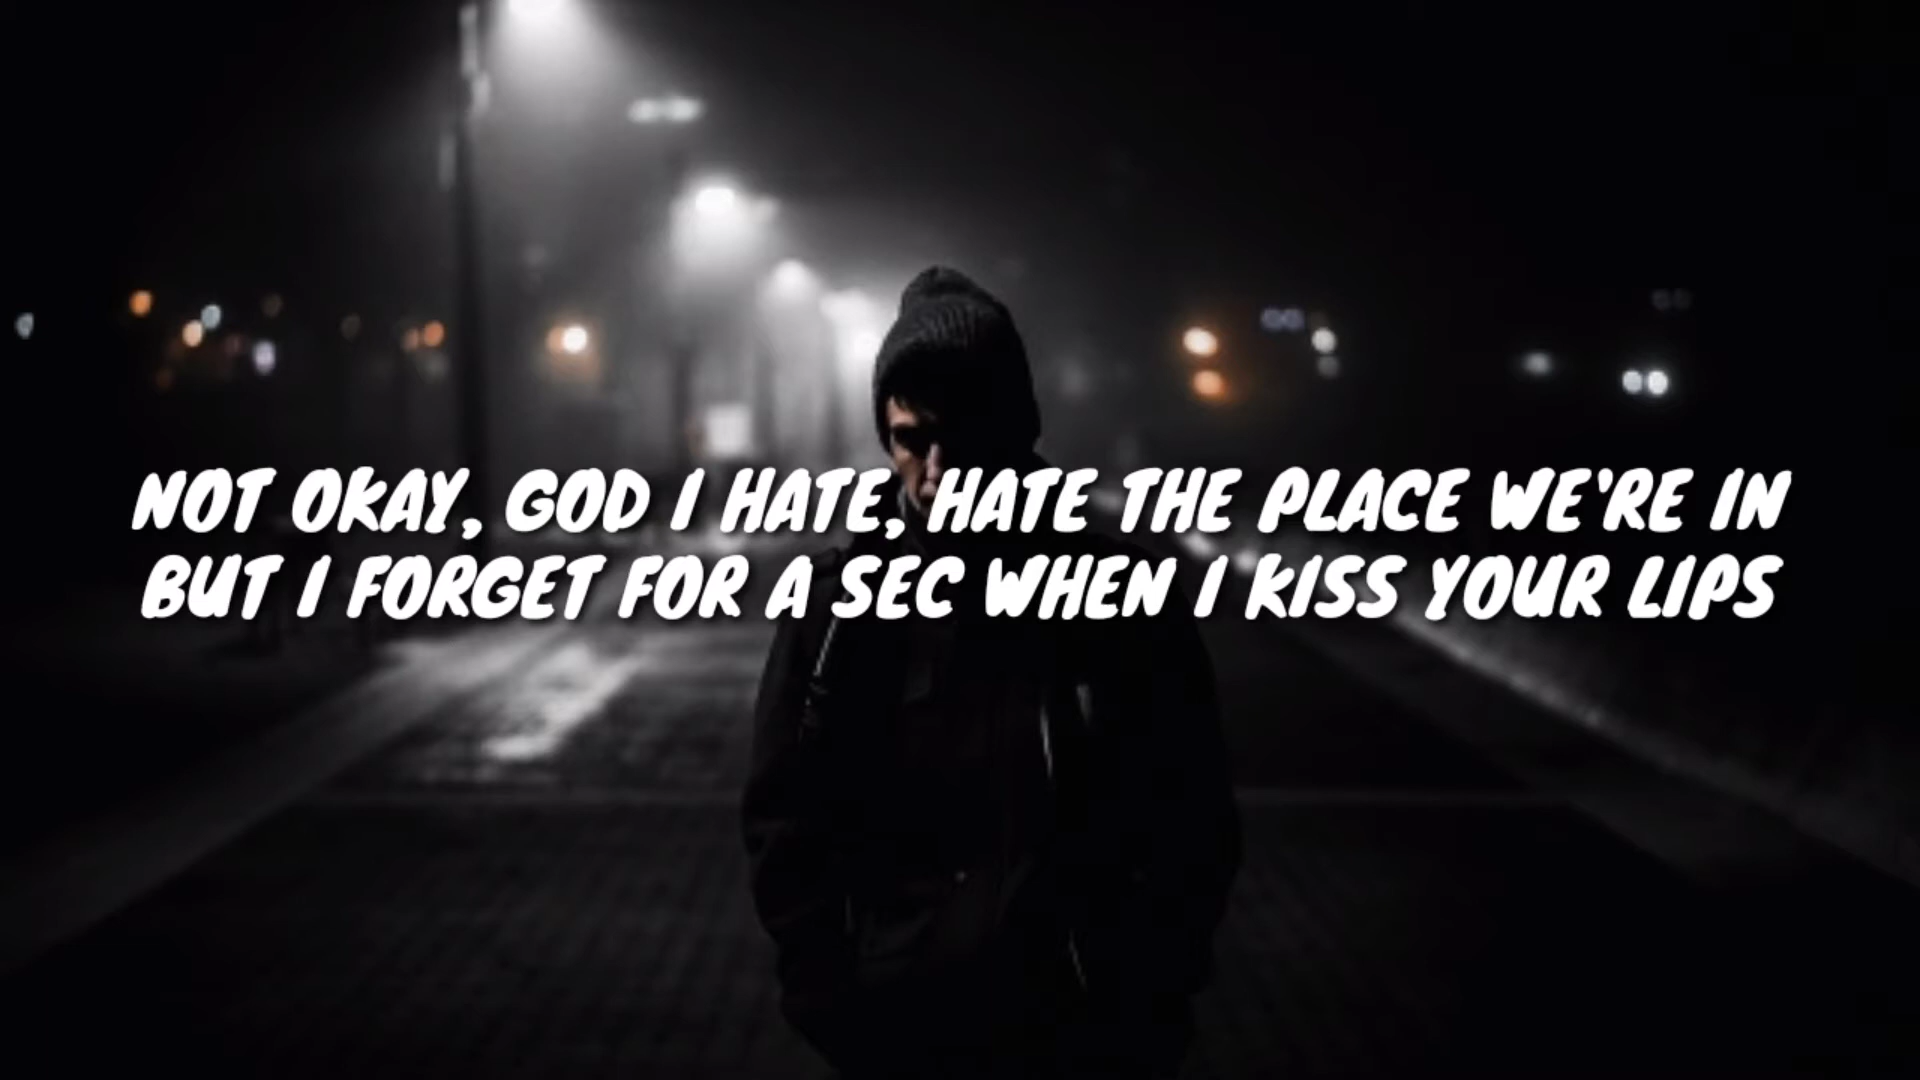 NOT OKAY, GOD I HATE, HATE THE PLACE WE'RE IN
BUT I FORGET FOR A SEC WHEN I KISS YOUR LIPS